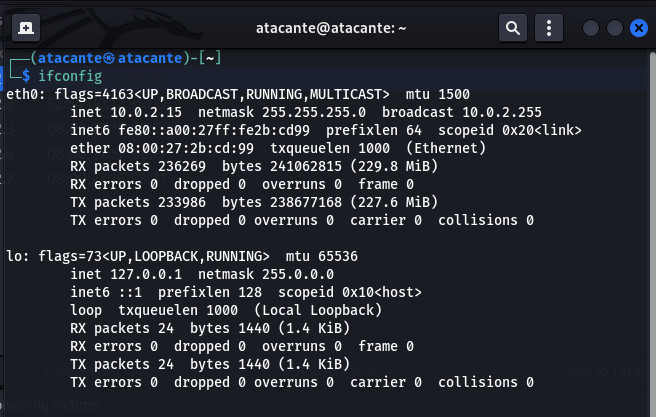 atacante@atacante: ~
┌──(atacante㉿atacante)-[~]
└─$ ifconfig
eth0: flags=4163<UP,BROADCAST,RUNNING,MULTICAST>  mtu 1500
inet 10.0.2.15  netmask 255.255.255.0  broadcast 10.0.2.255
inet6 fe80::a00:27ff:fe2b:cd99  prefixlen 64  scopeid 0x20<link>
ether 08:00:27:2b:cd:99  txqueuelen 1000  (Ethernet)
RX packets 236269  bytes 241062815 (229.8 MiB)
RX errors 0  dropped 0  overruns 0  frame 0
TX packets 233986  bytes 238677168 (227.6 MiB)
TX errors 0  dropped 0 overruns 0  carrier 0  collisions 0
lo: flags=73<UP,LOOPBACK,RUNNING>  mtu 65536
inet 127.0.0.1  netmask 255.0.0.0
inet6 ::1  prefixlen 128  scopeid 0x10<host>
loop  txqueuelen 1000  (Local Loopback)
RX packets 24  bytes 1440 (1.4 KiB)
RX errors 0  dropped 0  overruns 0  frame 0
TX packets 24  bytes 1440 (1.4 KiB)
TX errors 0  dropped 0 overruns 0  carrier 0  collisions 0